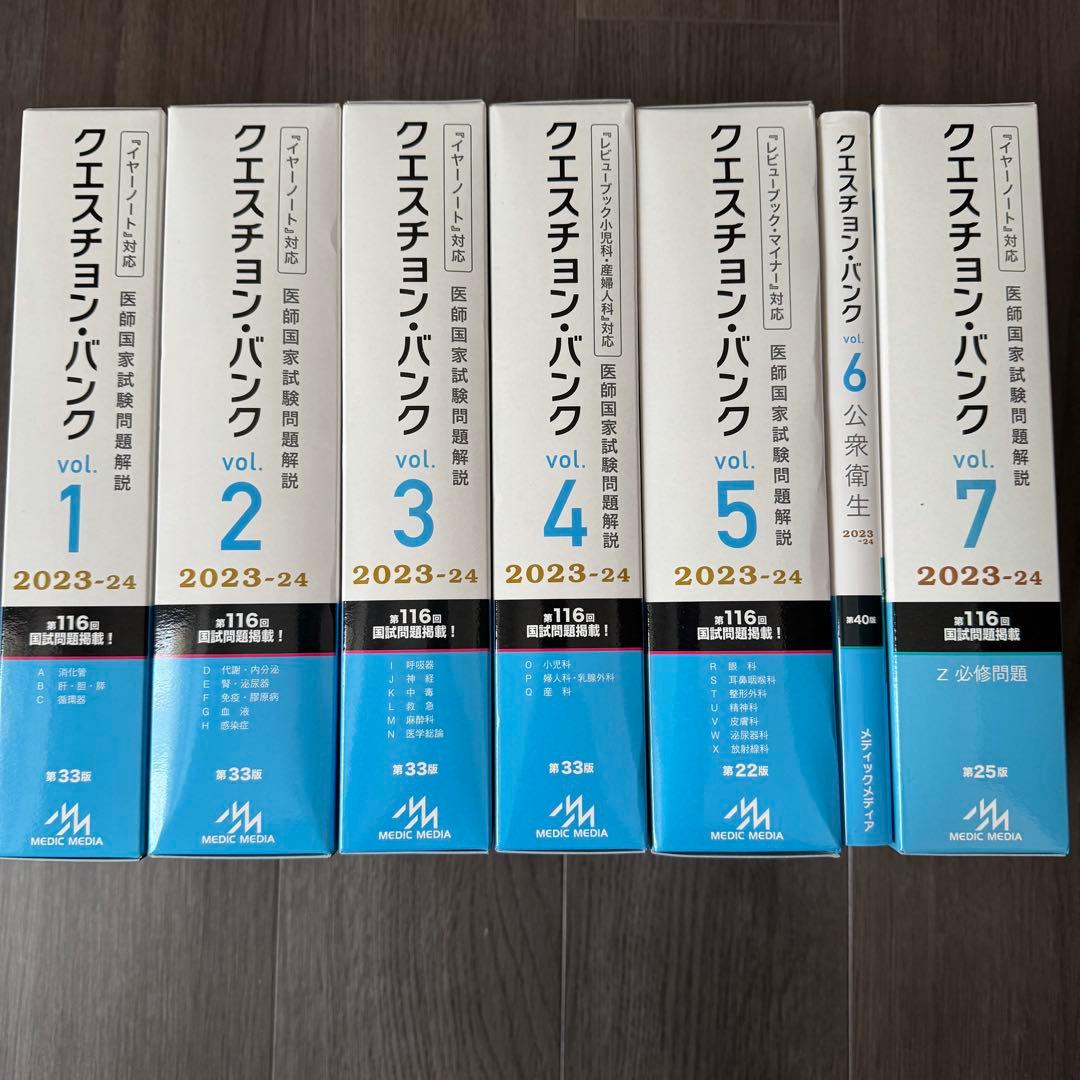 『イヤーノート』対応
クエスチョン・バンク
医師国家試験問題解説
vol.
1
2023-24
第116回
国試問題掲載!
A 消化管
B 肝・胆・膵
C 循環器
第33版
MEDIC MEDIA
『イヤーノート』対応
クエスチョン・バンク
医師国家試験問題解説
vol.
2
2023-24
第116回
国試問題掲載!
D 代謝・内分泌
E 腎・泌尿器
F 免疫・膠原病
G 血液
H 感染症
第33版
MEDIC MEDIA
『イヤーノート』対応
クエスチョン・バンク
医師国家試験問題解説
vol.
3
2023-24
第116回
国試問題掲載!
I 呼吸器
J 神経
K 中毒
L 救急
M 麻酔科
N 医学総論
第33版
MEDIC MEDIA
『レビューブック小児科・産婦人科』対応
クエスチョン・バンク
医師国家試験問題解説
vol.
4
2023-24
第116回
国試問題掲載!
O 小児科
P 婦人科・乳腺外科
Q 産科
第33版
MEDIC MEDIA
『レビューブック・マイナー』対応
クエスチョン・バンク
医師国家試験問題解説
vol.
5
2023-24
第116回
国試問題掲載!
R 眼科
S 耳鼻咽喉科
T 整形外科
U 精神科
V 皮膚科
W 泌尿器科
X 放射線科
第22版
MEDIC MEDIA
クエスチョン・バンク
vol.
6
公衆衛生
2023
-24
第40版
メディックメディア
『イヤーノート』対応
クエスチョン・バンク
医師国家試験問題解説
vol.
7
2023-24
第116回
国試問題掲載
Z 必修問題
第25版
MEDIC MEDIA